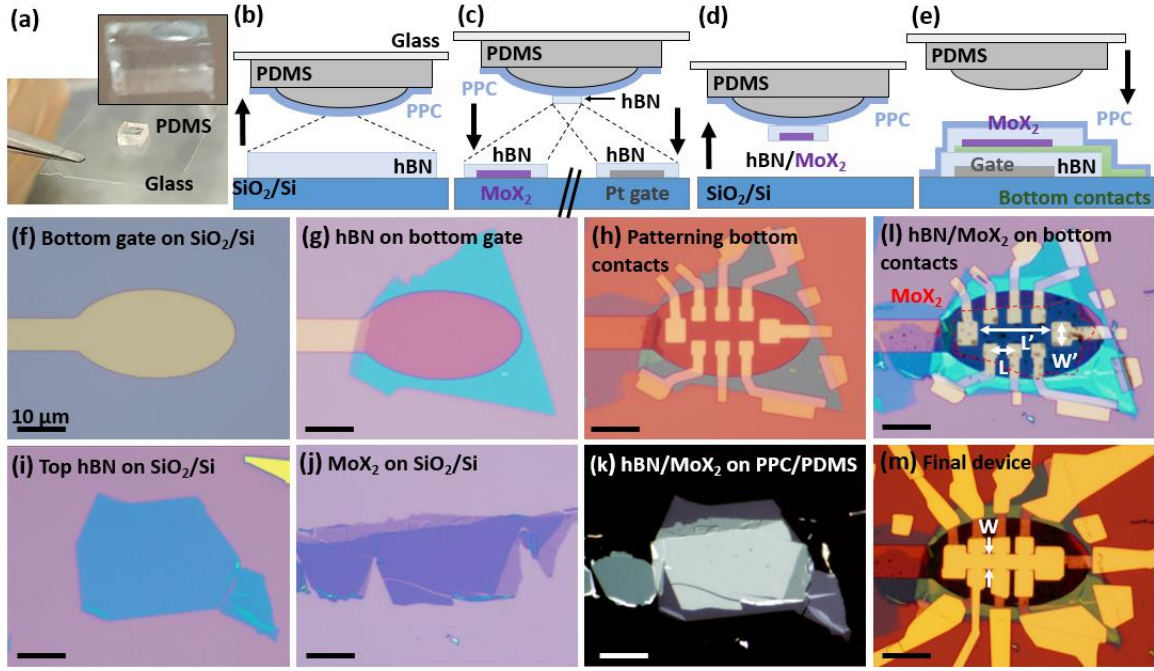 (a)
PDMS
Glass
(b)
Glass
PDMS
PPC
hBN
SiO₂/Si
(c)
PDMS
PPC
hBN
hBN
hBN
MoX₂
Pt gate
(d)
PDMS
PPC
hBN/MoX₂
SiO₂/Si
(e)
PDMS
PPC
MoX₂
Gate
hBN
Bottom contacts
(f) Bottom gate on SiO₂/Si
10 µm
(g) hBN on bottom gate
(h) Patterning bottom
contacts
(l) hBN/MoX₂ on bottom
contacts
MoX₂
L'
L
W'
(i) Top hBN on SiO₂/Si
(j) MoX₂ on SiO₂/Si
(k) hBN/MoX₂ on PPC/PDMS
(m) Final device
W